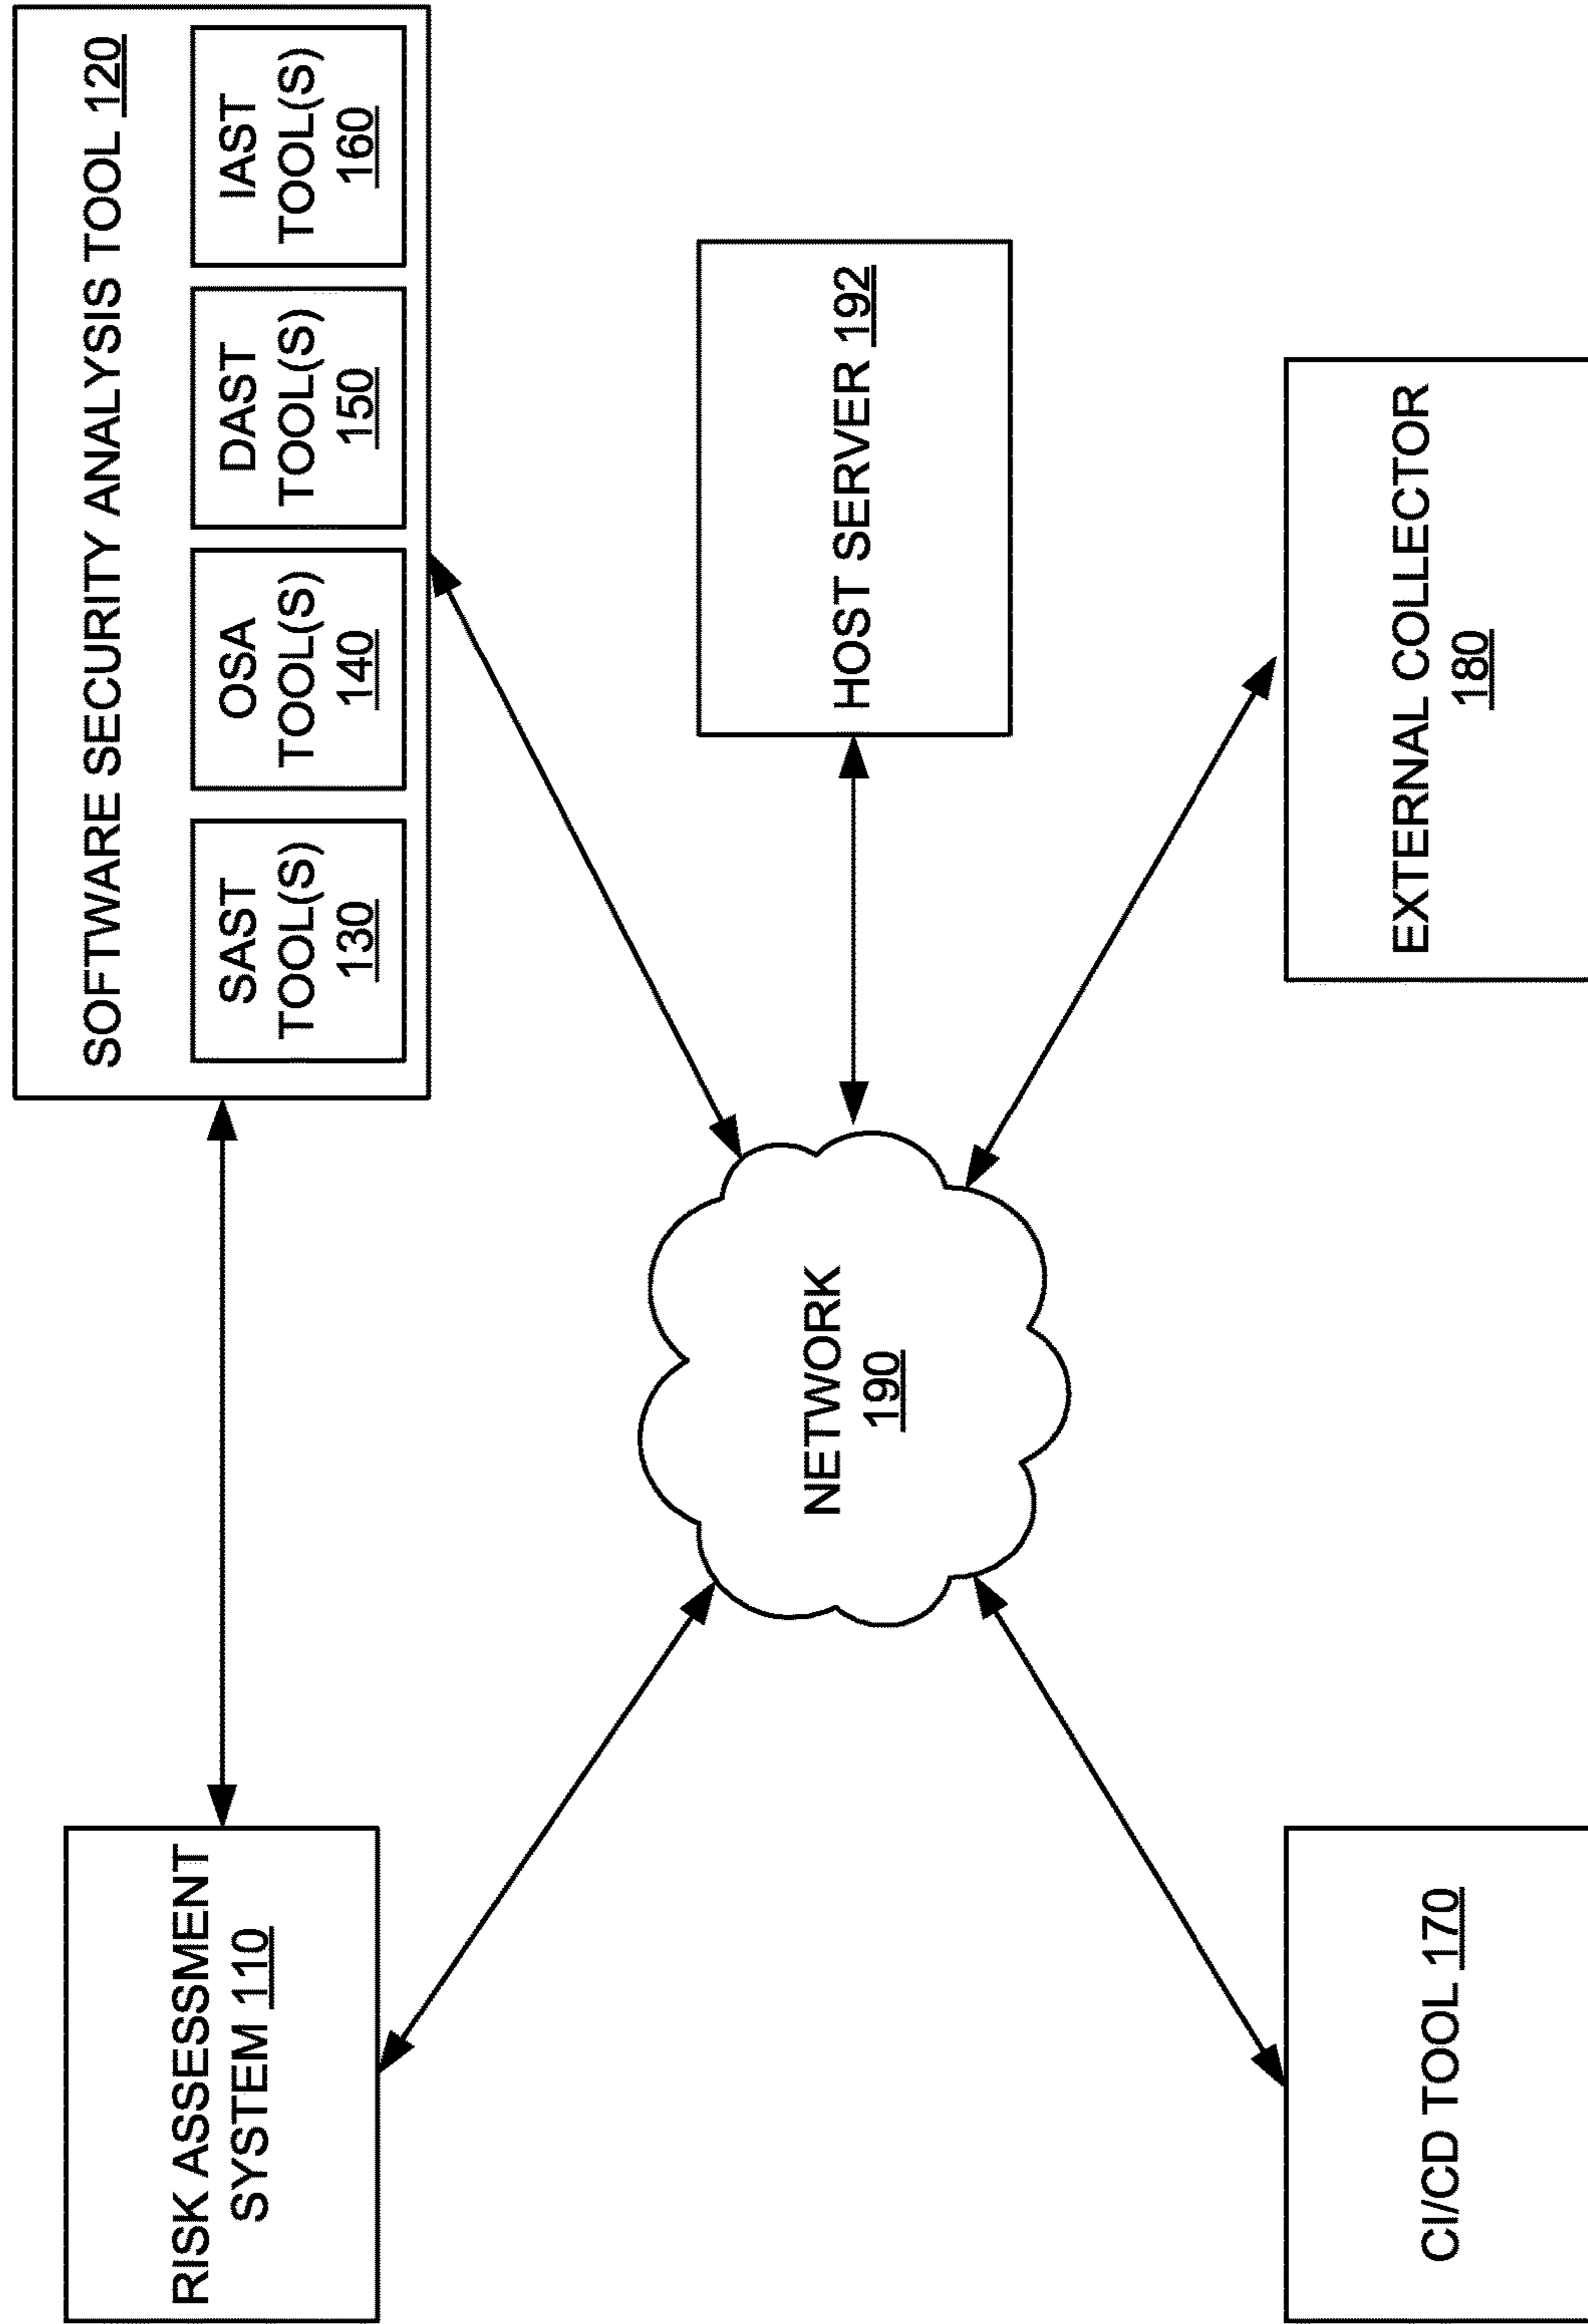 RISK ASSESSMENT
SYSTEM 110
SOFTWARE SECURITY ANALYSIS TOOL 120
SAST
TOOL(S)
130
OSA
TOOL(S)
140
DAST
TOOL(S)
150
IAST
TOOL(S)
160
NETWORK
190
HOST SERVER 192
CI/CD TOOL 170
EXTERNAL COLLECTOR
180